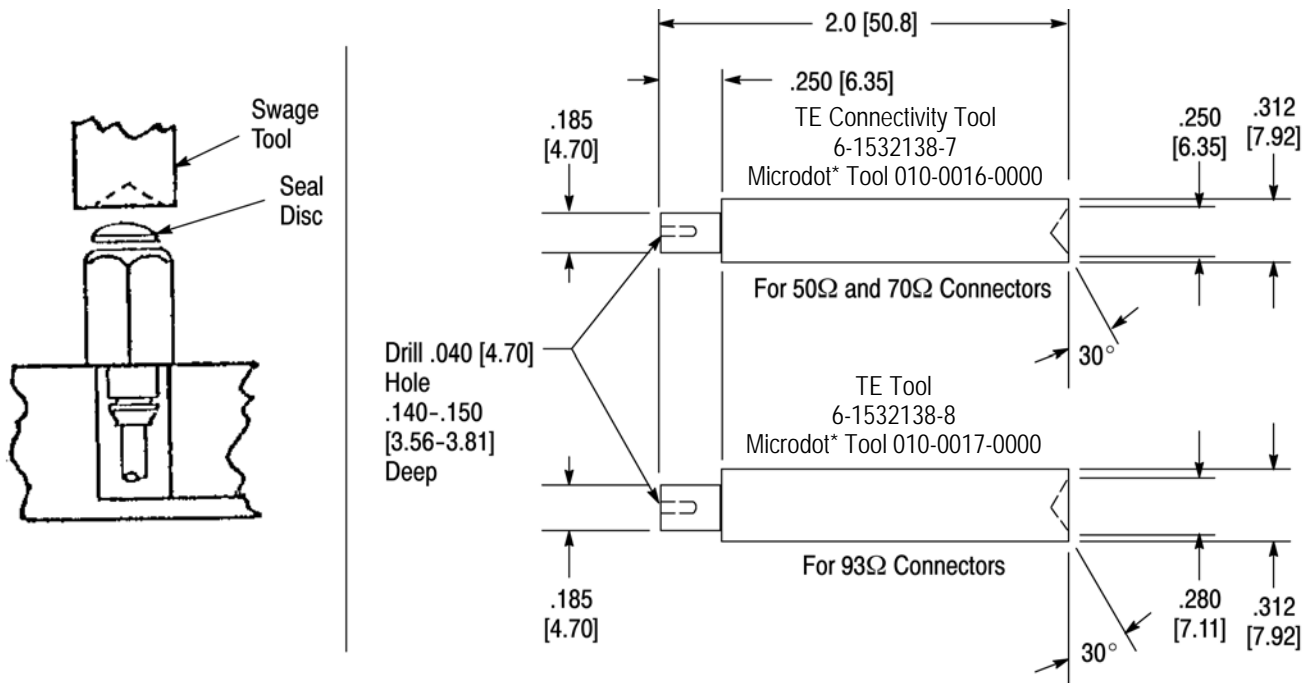 Swage
Tool
Seal
Disc
2.0 [50.8]
.250 [6.35]
.185
[4.70]
TE Connectivity Tool
6-1532138-7
Microdot* Tool 010-0016-0000
.250
[6.35]
.312
[7.92]
For 50Ω and 70Ω Connectors
30°
Drill .040 [4.70]
Hole
.140-.150
[3.56-3.81]
Deep
TE Tool
6-1532138-8
Microdot* Tool 010-0017-0000
For 93Ω Connectors
.185
[4.70]
.280
[7.11]
.312
[7.92]
30°